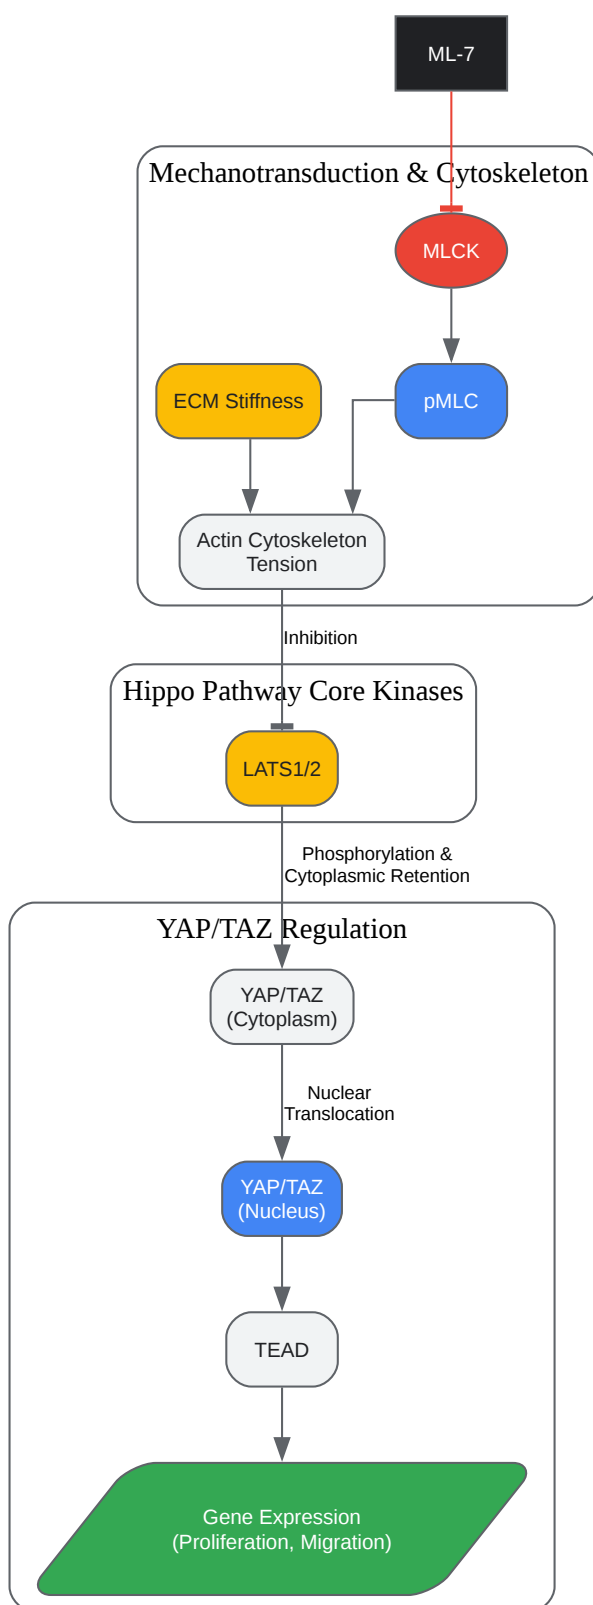 ML-7
Mechanotransduction & Cytoskeleton
MLCK
ECM Stiffness
pMLC
Actin Cytoskeleton
Tension
Inhibition
Hippo Pathway Core Kinases
LATS1/2
Phosphorylation &
Cytoplasmic Retention
YAP/TAZ Regulation
YAP/TAZ
(Cytoplasm)
Nuclear
Translocation
YAP/TAZ
(Nucleus)
TEAD
Gene Expression
(Proliferation, Migration)